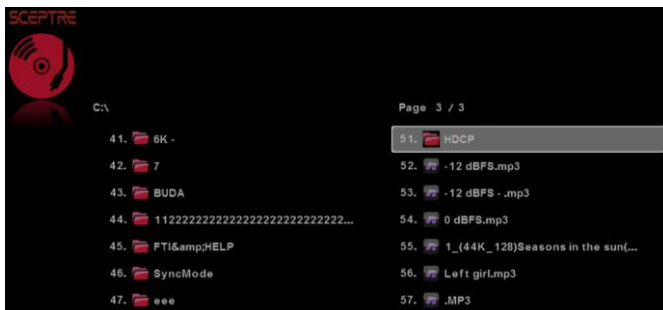 SCEPTRE
C:\
Page 3 / 3
41. 6K -
42. 7
43. BUDA
44. 1122222222222222222222222222...
45. FTI&amp;HELP
46. SyncMode
47. eee
51. HDCP
52. -12 dBFS.mp3
53. -12 dBFS - .mp3
54. 0 dBFS.mp3
55. 1_(44K_128)Seasons in the sun(...
56. Left girl.mp3
57. .MP3